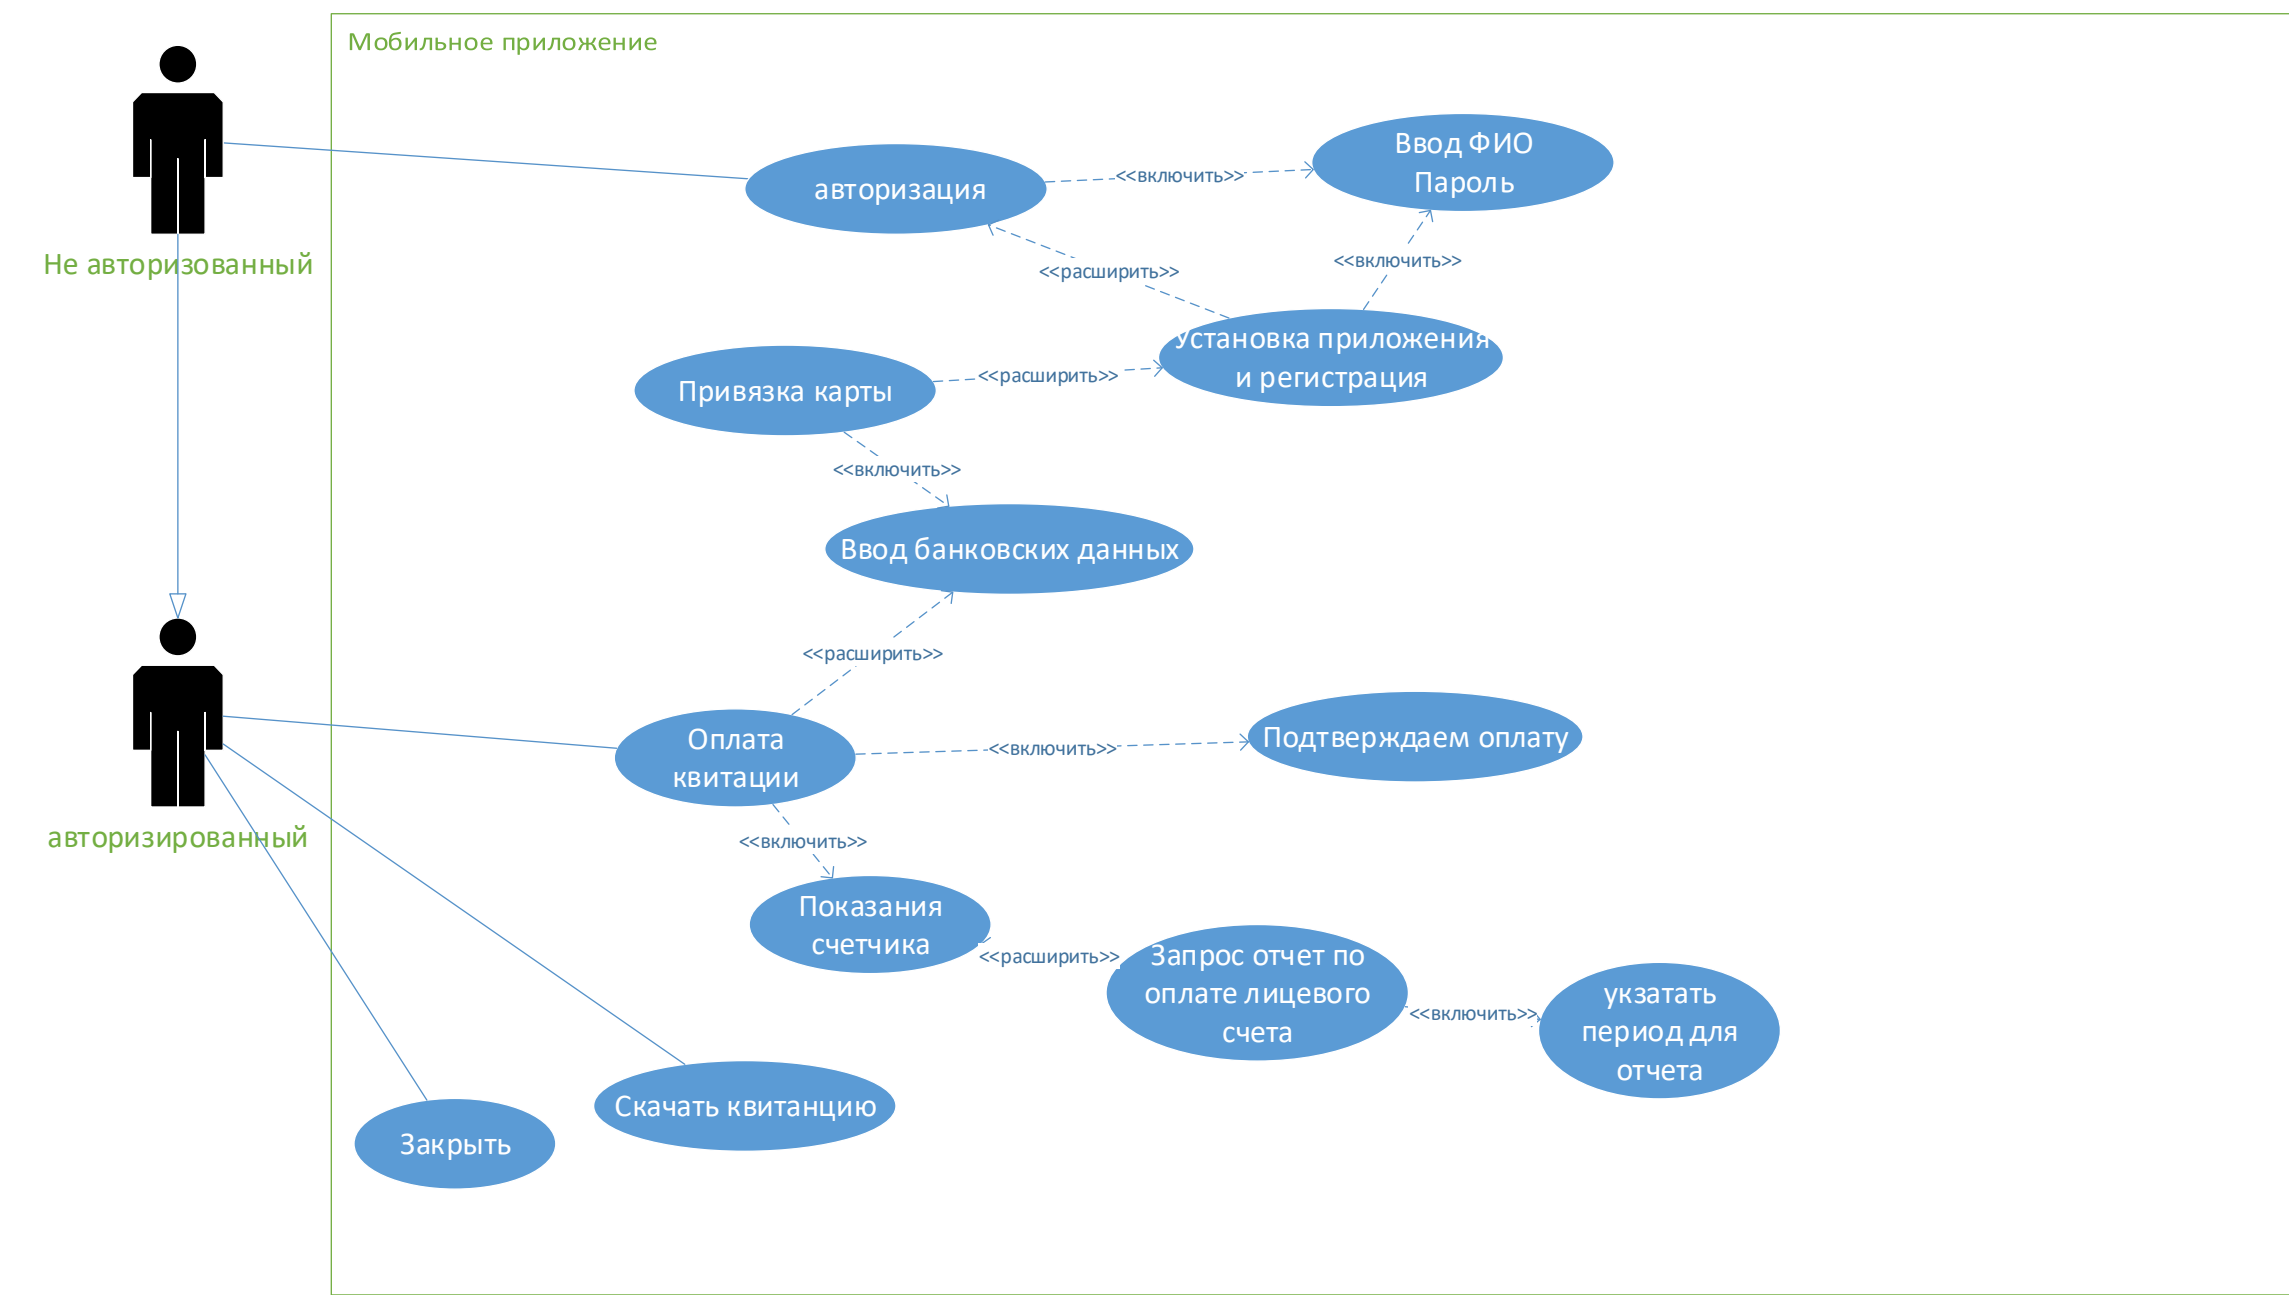 Мобильное приложение
Не авторизованный
авторизация
<<включить>>
Ввод ФИО
Пароль
<<расширить>>
<<включить>>
Установка приложения
и регистрация
Привязка карты
<<расширить>>
<<включить>>
Ввод банковских данных
<<расширить>>
авторизированный
Оплата
квитации
<<включить>>
Подтверждаем оплату
<<включить>>
Показания
счетчика
<<расширить>>
Запрос отчет по
оплате лицевого
счета
<<включить>>
укзатать
период для
отчета
Скачать квитанцию
Закрыть